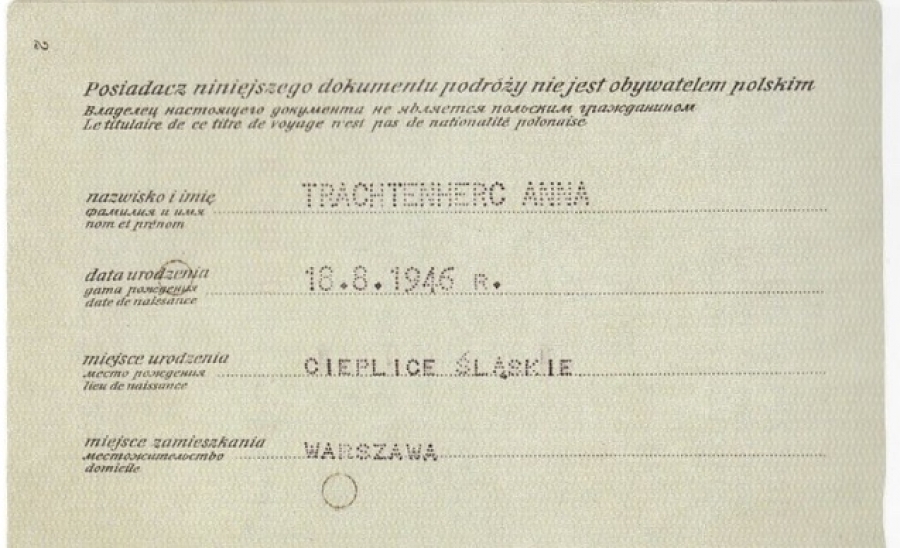 2
Posiadacz niniejszego dokumentu podróży nie jest obywatelem polskim
Владелец настоящего документа не является польским гражданином
Le titulaire de ce titre de voyage n'est pas de nationalité polonaise
nazwisko i imię TRACHTENHERC ANNA
фамилия и имя
nom et prénom
data urodzenia 18.8.1946 R.
дата рождения
date de naissance
miejsce urodzenia CIEPLICE ŚLĄSKIE
место рождения
lieu de naissance
miejsce zamieszkania WARSZAWA
местожительство
domicile